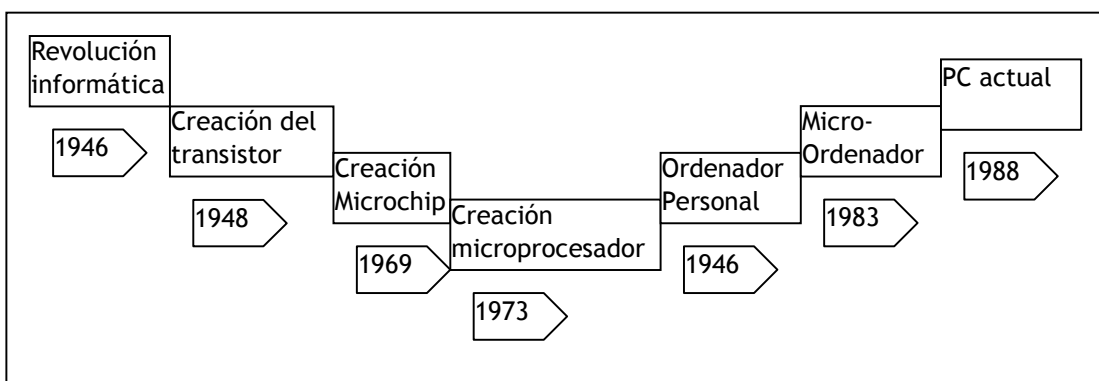 Revolución
informática
1946
Creación del
transistor
1948
Creación
Microchip
1969
Creación
microprocesador
1973
Ordenador
Personal
1946
Micro-
Ordenador
1983
PC actual
1988